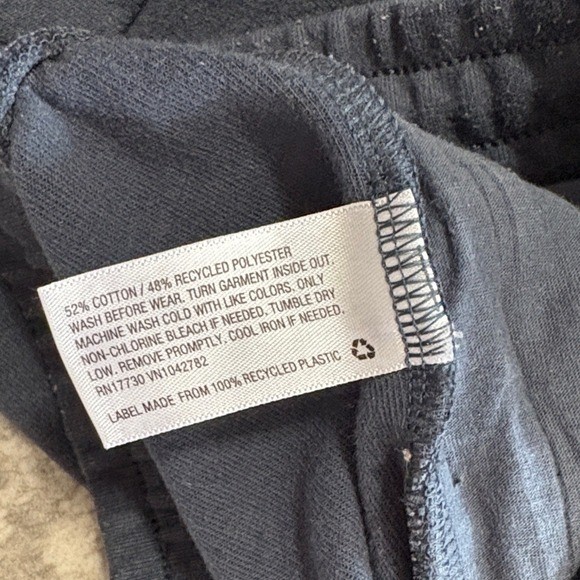 52% COTTON / 48% RECYCLED POLYESTER
WASH BEFORE WEAR. TURN GARMENT INSIDE OUT.
MACHINE WASH COLD WITH LIKE COLORS. ONLY
NON-CHLORINE BLEACH IF NEEDED. TUMBLE DRY
LOW. REMOVE PROMPTLY. COOL IRON IF NEEDED.
RN17730 VN1042782
LABEL MADE FROM 100% RECYCLED PLASTIC